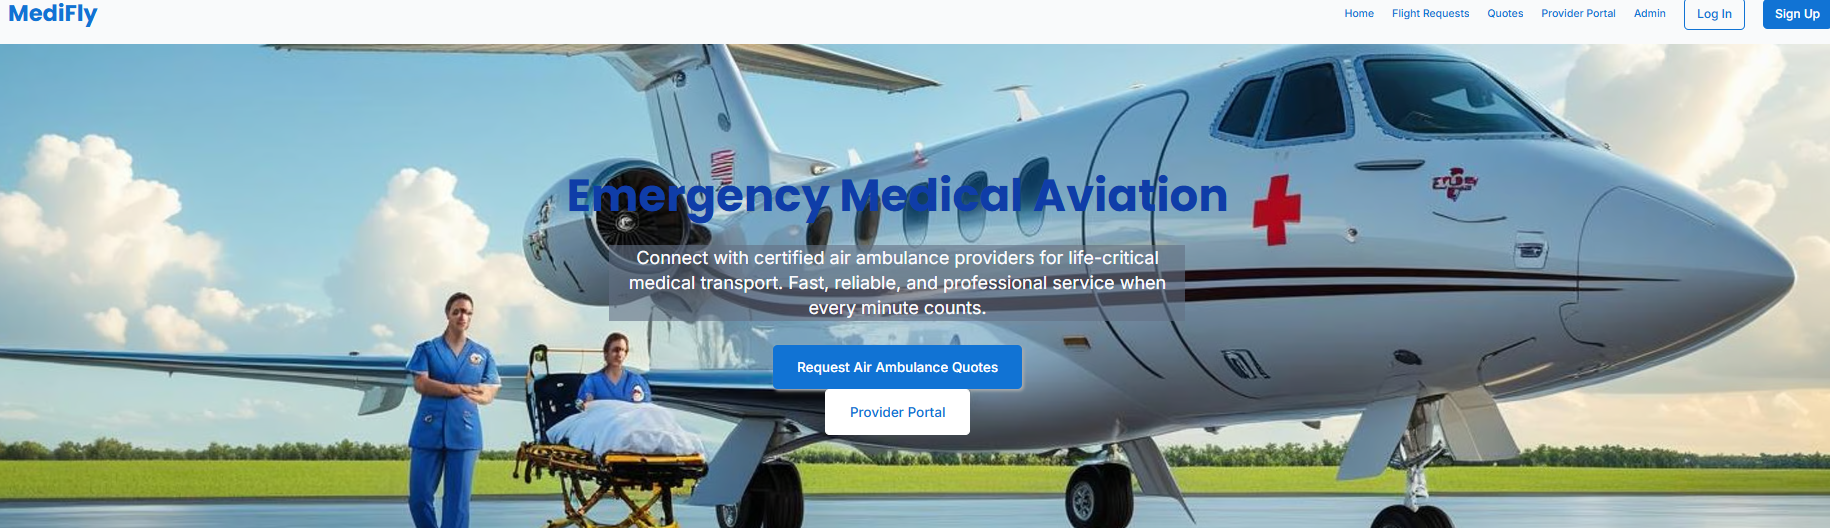 MediFly
Home Flight Requests Quotes Provider Portal Admin Log In Sign Up
Emergency Medical Aviation
Connect with certified air ambulance providers for life-critical
medical transport. Fast, reliable, and professional service when
every minute counts.
Request Air Ambulance Quotes
Provider Portal